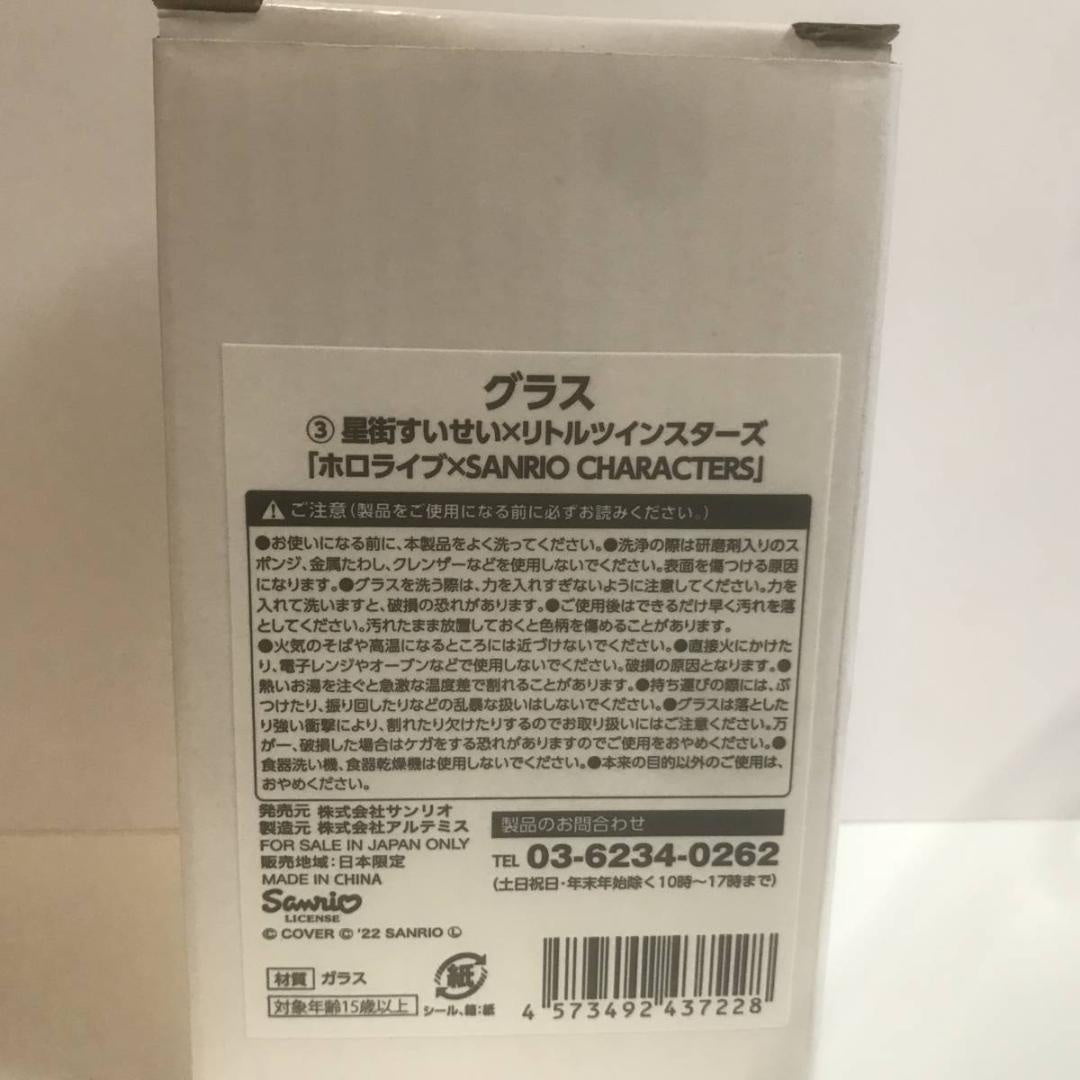 グラス
③ 星街すいせい×リトルツインスターズ
「ホロライブ×SANRIO CHARACTERS」
⚠ ご注意(製品をご使用になる前に必ずお読みください。)
●お使いになる前に、本製品をよく洗ってください。●洗浄の際は研磨剤入りのス
ポンジ、金属たわし、クレンザーなどを使用しないでください。表面を傷つける原因
になります。●グラスを洗う際は、力を入れすぎないように注意してください。力を
入れて洗いますと、破損の恐れがあります。●ご使用後はできるだけ早く汚れを落
としてください。汚れたまま放置しておくと色柄を傷めることがあります。
●火気のそばや高温になるところには近づけないでください。●直接火にかけた
り、電子レンジやオーブンなどで使用しないでください。破損の原因となります。●
熱いお湯を注ぐと急激な温度差で割れることがあります。●持ち運びの際には、ぶ
つけたり、振り回したりなどの乱暴な扱いはしないでください。●グラスは落とした
り強い衝撃により、割れたり欠けたりするのでお取り扱いにはご注意ください。万
が一、破損した場合はケガをする恐れがありますのでご使用をおやめください。●
食器洗い機、食器乾燥機は使用しないでください。●本来の目的以外のご使用は、
おやめください。
発売元 株式会社サンリオ
製造元 株式会社アルテミス
FOR SALE IN JAPAN ONLY
販売地域:日本限定
MADE IN CHINA
Sanrio
LICENSE
© COVER © '22 SANRIO Ⓛ
製品のお問合わせ
TEL 03-6234-0262
(土日祝日・年末年始除く10時～17時まで)
材質 ガラス
対象年齢15歳以上
紙
シール、箱:紙
4 573492 437228